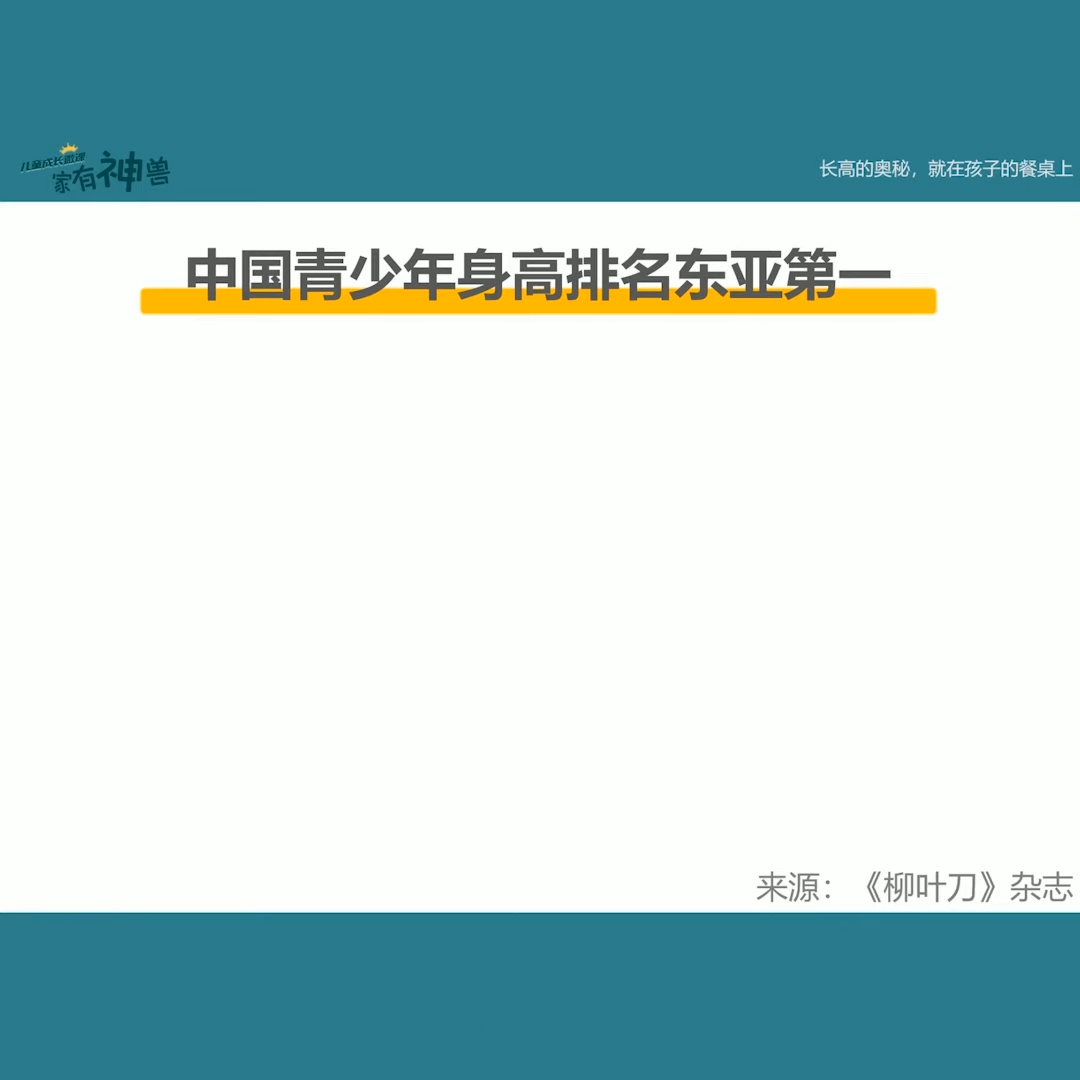 儿童成长微课
家有神兽
长高的奥秘，就在孩子的餐桌上
中国青少年身高排名东亚第一
来源：《柳叶刀》杂志